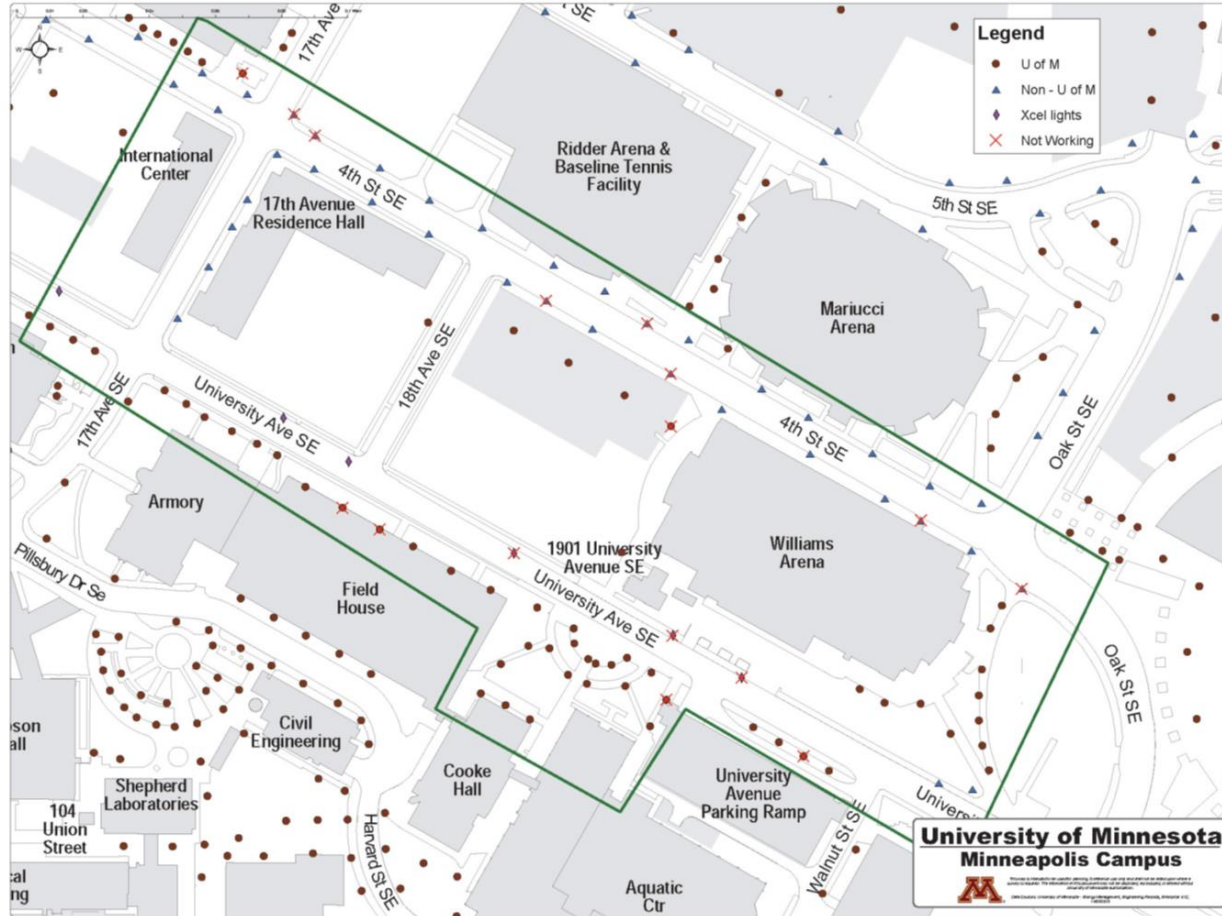 17th Ave
St SE
Legend
U of M
Non - U of M
Xcel lights
Not Working
N
W
E
S
International
Center
Ridder Arena &
Baseline Tennis
Facility
4th St SE
5th St SE
17th Avenue
Residence Hall
Mariucci
Arena
18th Ave SE
17th Ave SE
University Ave SE
4th St SE
Oak St SE
Armory
Williams
Arena
1901 University
Avenue SE
Pillsbury Dr Se
Field
House
University Ave SE
Oak St SE
Civil
Engineering
Cooke
Hall
Shepherd
Laboratories
104
Union
Street
University
Avenue
Parking Ramp
Harvard St SE
Walnut St SE
Aquatic
Ctr
University of Minnesota
Minneapolis Campus
M